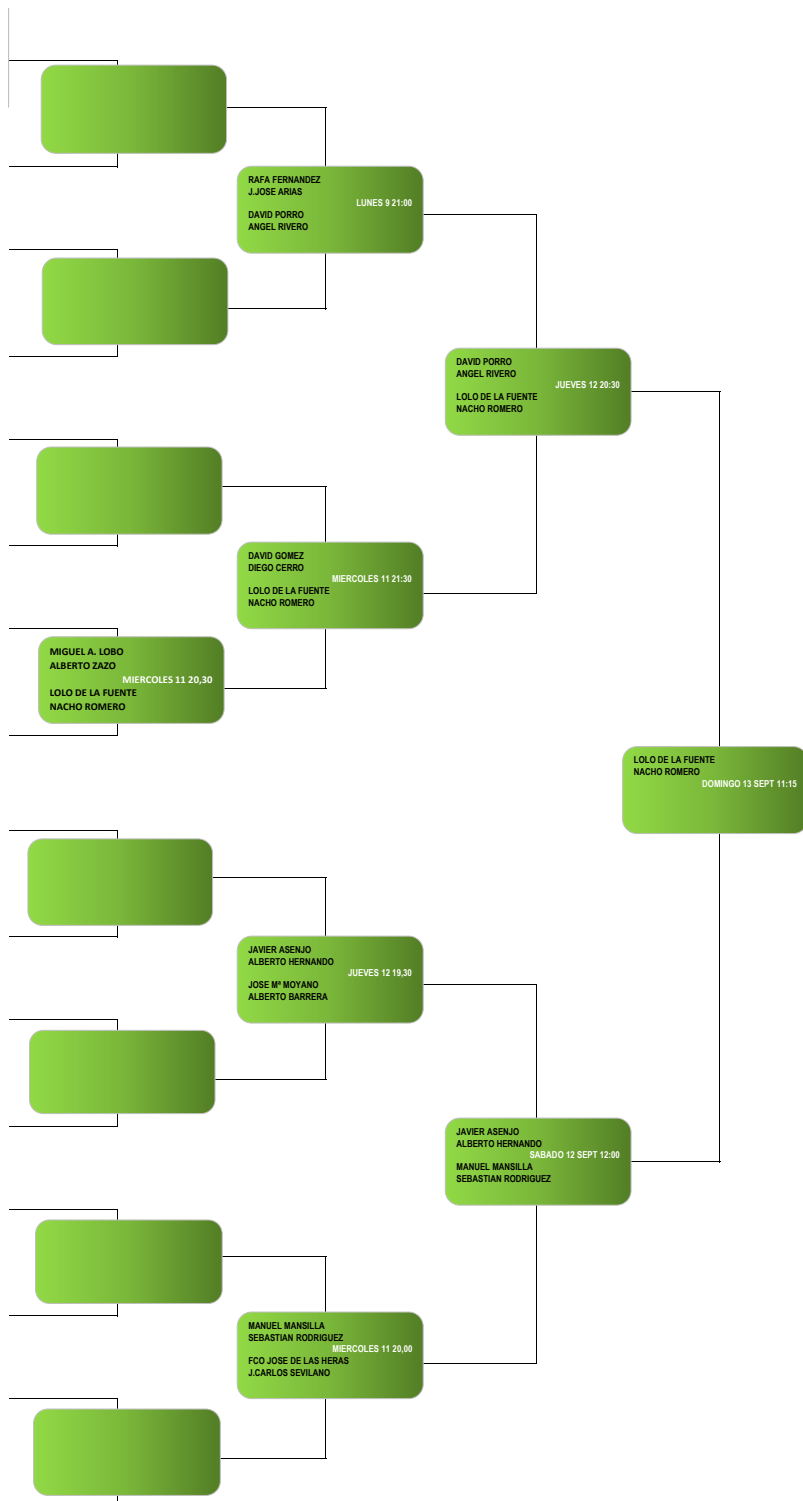 RAFA FERNANDEZ
J.JOSE ARIAS
LUNES 9 21:00
DAVID PORRO
ANGEL RIVERO
DAVID PORRO
ANGEL RIVERO
JUEVES 12 20:30
LOLO DE LA FUENTE
NACHO ROMERO
DAVID GOMEZ
DIEGO CERRO
MIERCOLES 11 21:30
LOLO DE LA FUENTE
NACHO ROMERO
MIGUEL A. LOBO
ALBERTO ZAZO
MIERCOLES 11 20,30
LOLO DE LA FUENTE
NACHO ROMERO
LOLO DE LA FUENTE
NACHO ROMERO
DOMINGO 13 SEPT 11:15
JAVIER ASENJO
ALBERTO HERNANDO
JUEVES 12 19,30
JOSE Mª MOYANO
ALBERTO BARRERA
JAVIER ASENJO
ALBERTO HERNANDO
SABADO 12 SEPT 12:00
MANUEL MANSILLA
SEBASTIAN RODRIGUEZ
MANUEL MANSILLA
SEBASTIAN RODRIGUEZ
MIERCOLES 11 20,00
FCO JOSE DE LAS HERAS
J.CARLOS SEVILANO